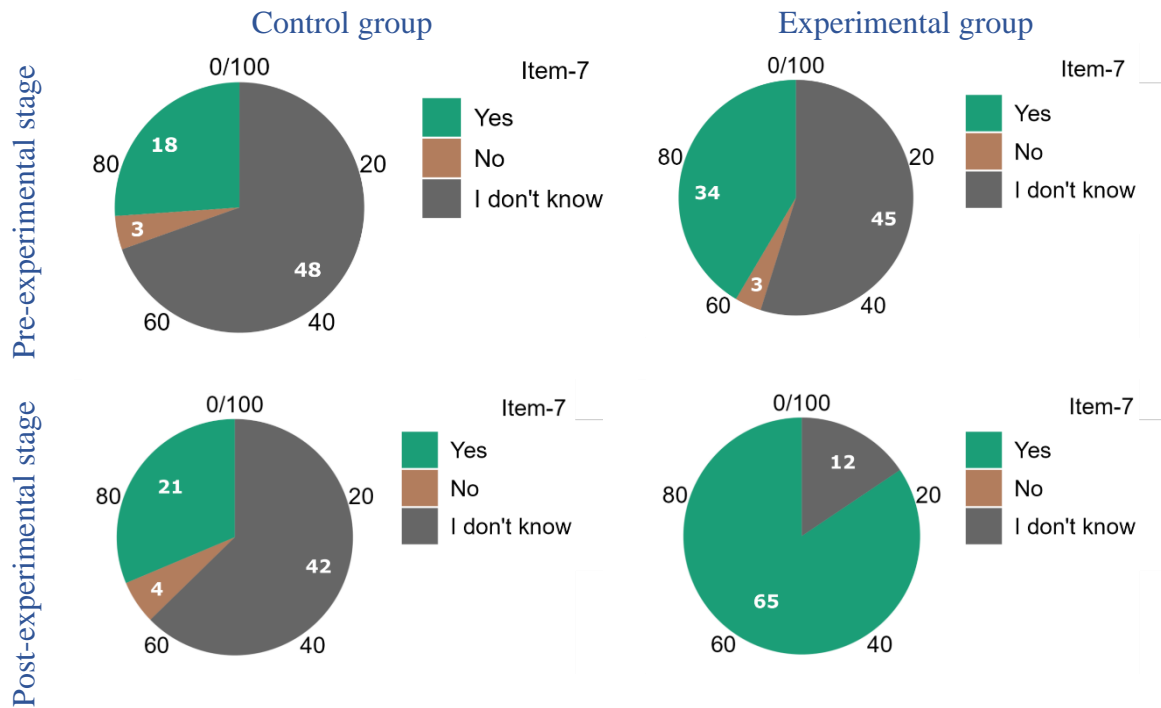 Control group
Experimental group
Pre-experimental stage
0/100
Item-7
Yes
No
I don't know
18
3
48
80
20
60
40
0/100
Item-7
Yes
No
I don't know
34
3
45
80
20
60
40
Post-experimental stage
0/100
Item-7
Yes
No
I don't know
21
4
42
80
20
60
40
0/100
Item-7
Yes
No
I don't know
12
65
80
20
60
40